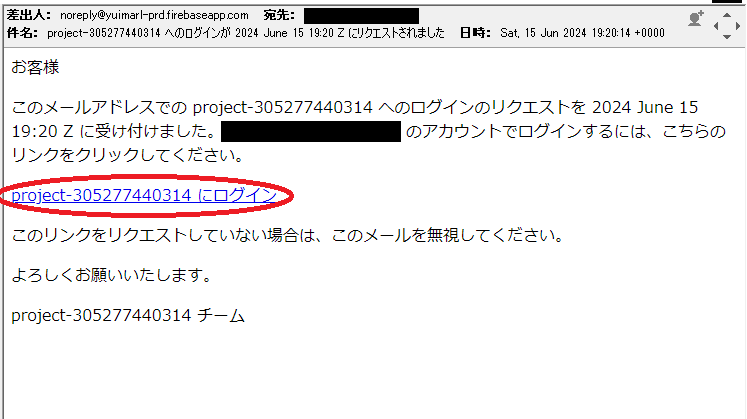 差出人: noreply@yuimarl-prd.firebaseapp.com 宛先:
件名: project-305277440314 へのログインが 2024 June 15 19:20 Z にリクエストされました 日時: Sat, 15 Jun 2024 19:20:14 +0000
お客様
このメールアドレスでの project-305277440314 へのログインのリクエストを 2024 June 15
19:20 Z に受け付けました。 のアカウントでログインするには、こちらの
リンクをクリックしてください。
project-305277440314 にログイン
このリンクをリクエストしていない場合は、このメールを無視してください。
よろしくお願いいたします。
project-305277440314 チーム